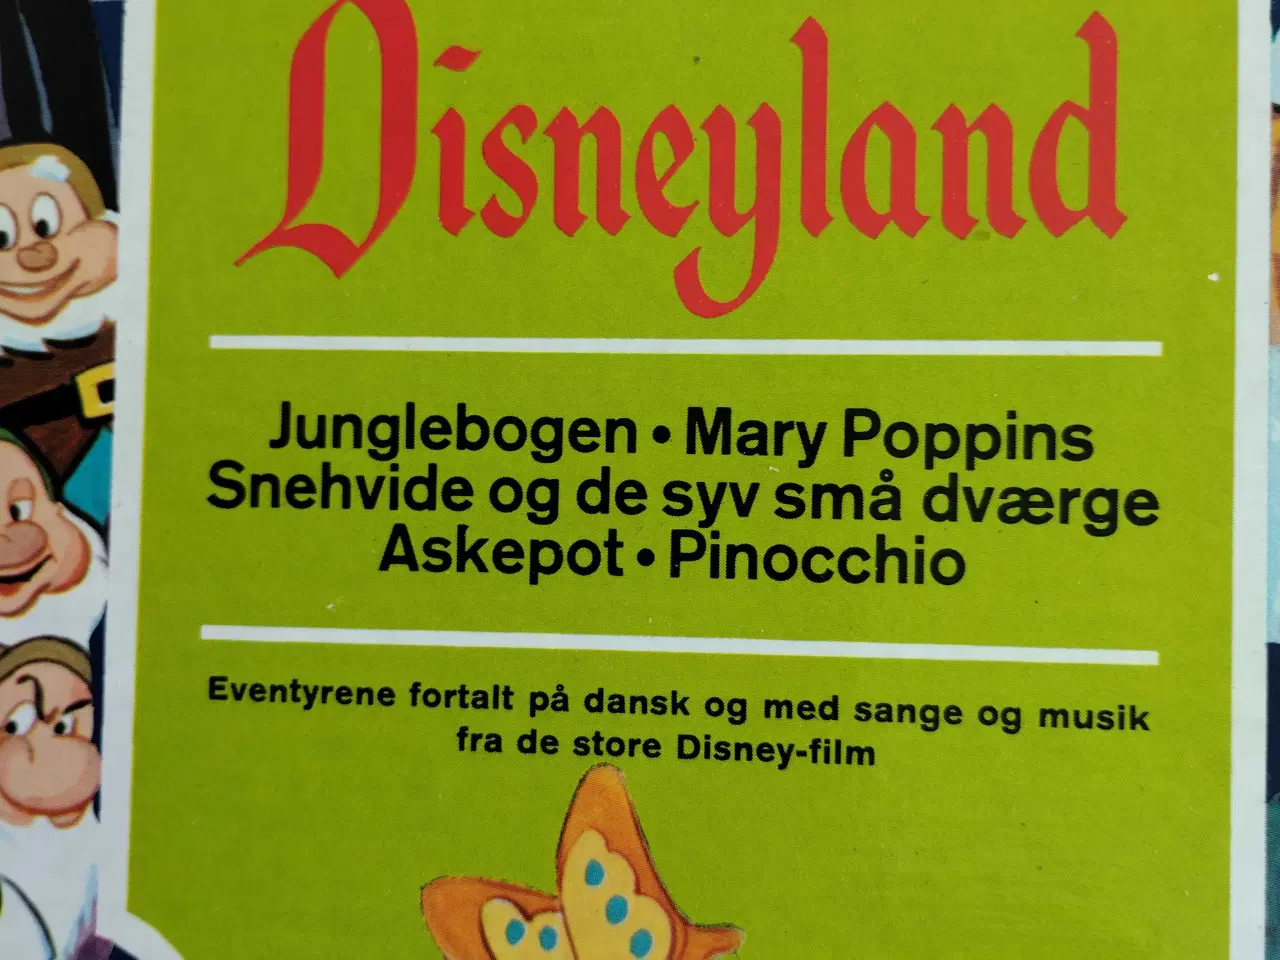 Disneyland
Junglebogen • Mary Poppins
Snehvide og de syv små dværge
Askepot • Pinocchio
Eventyrene fortalt på dansk og med sange og musik
fra de store Disney-film